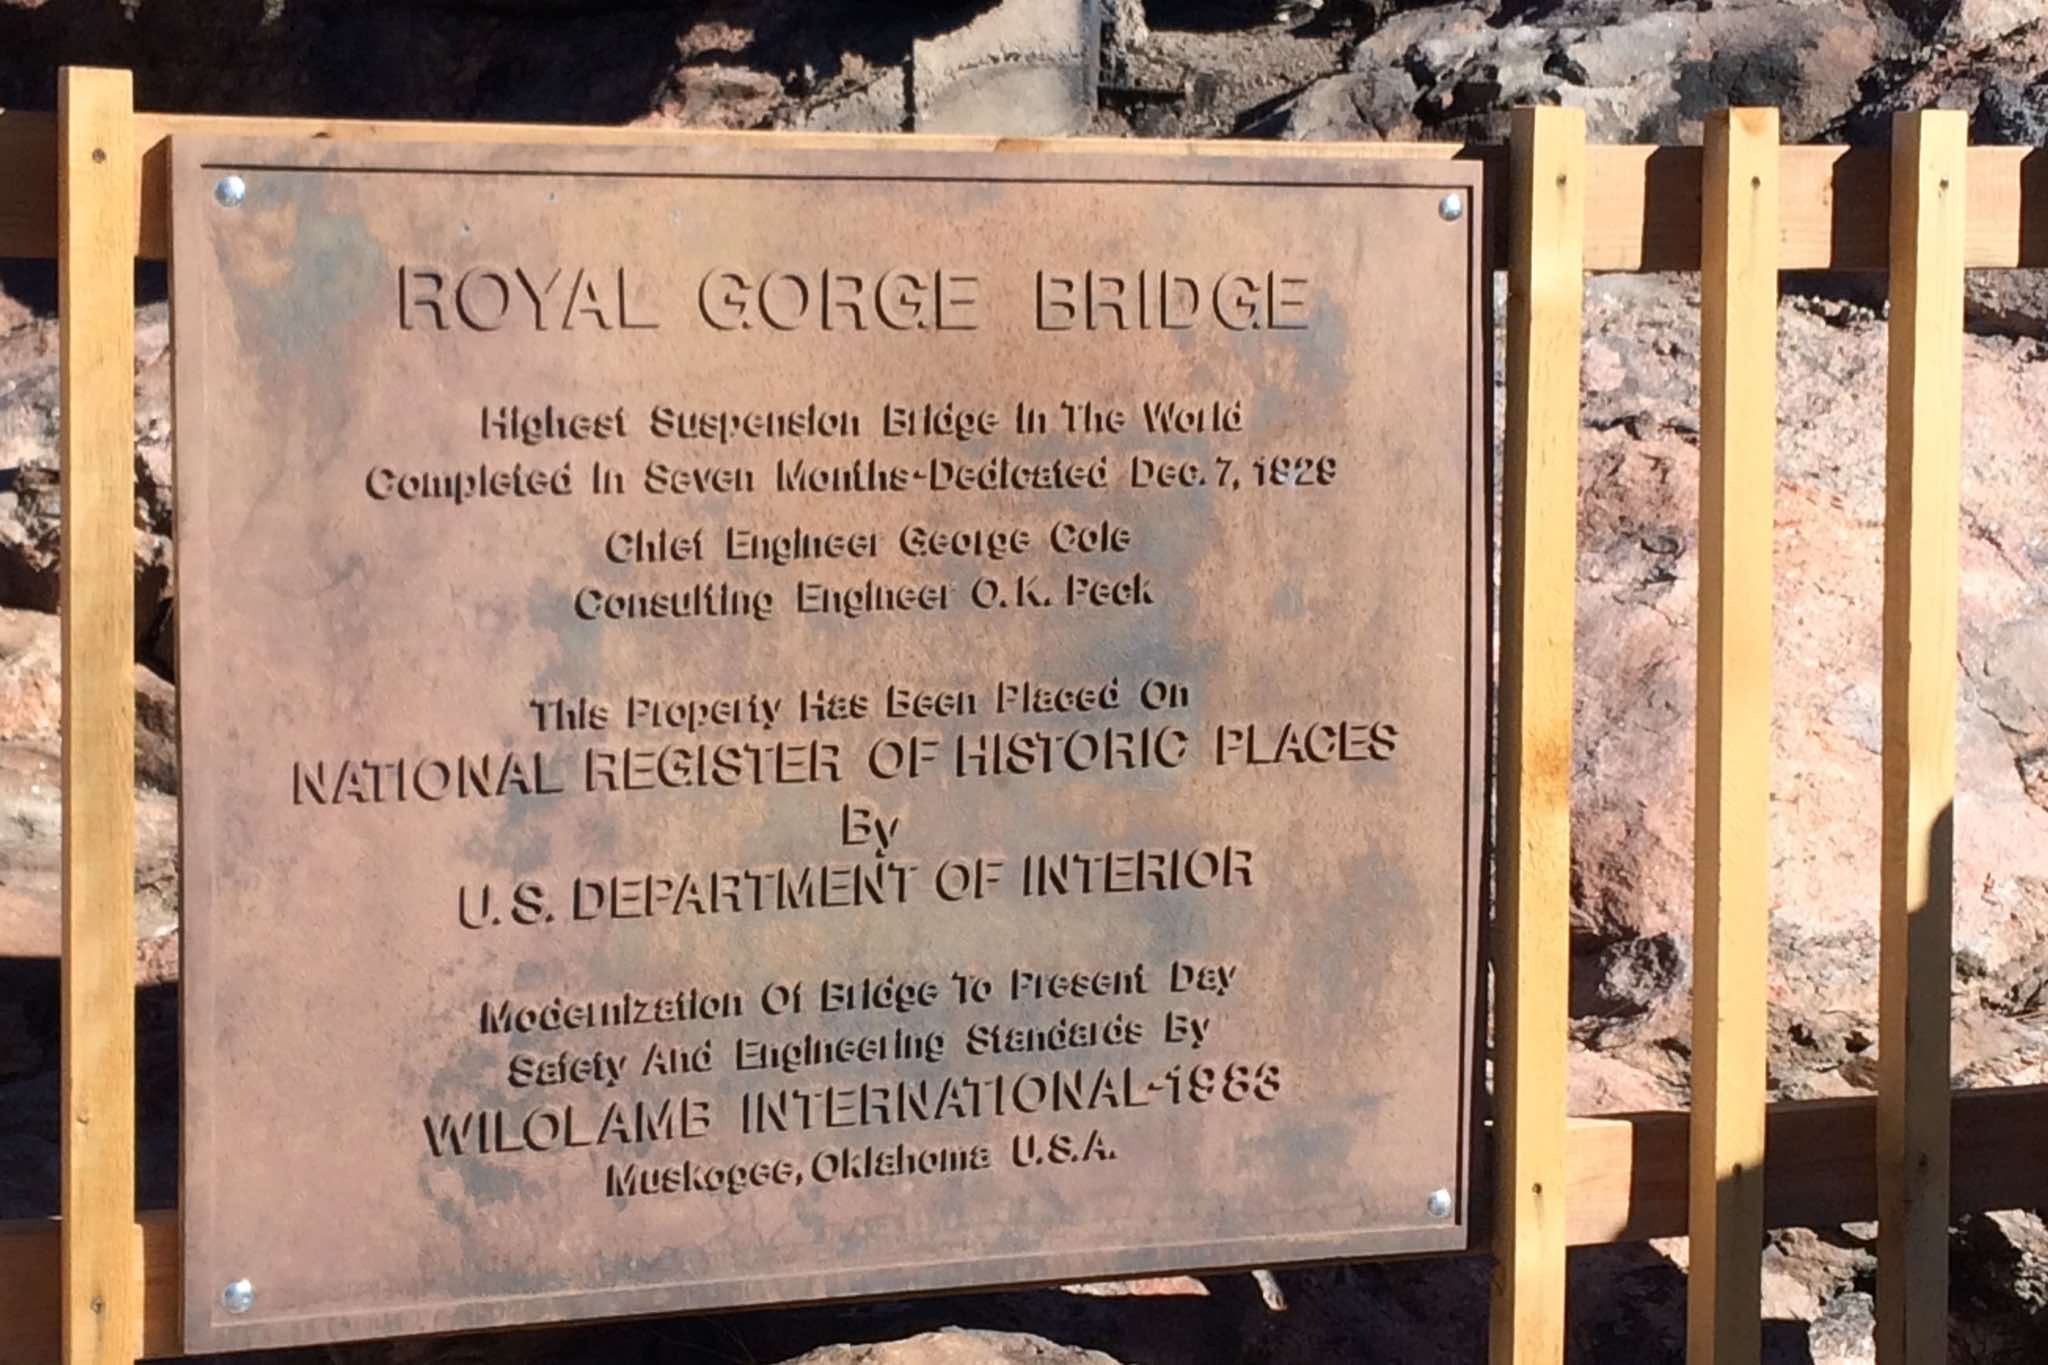 ROYAL GORGE BRIDGE
Highest Suspension Bridge In The World
Completed In Seven Months-Dedicated Dec. 7, 1929
Chief Engineer George Cole
Consulting Engineer O. K. Peck
This Property Has Been Placed On
NATIONAL REGISTER OF HISTORIC PLACES
By
U.S. DEPARTMENT OF INTERIOR
Modernization Of Bridge To Present Day
Safety And Engineering Standards By
WILOLAMB INTERNATIONAL-1983
Muskogee, Oklahoma U.S.A.